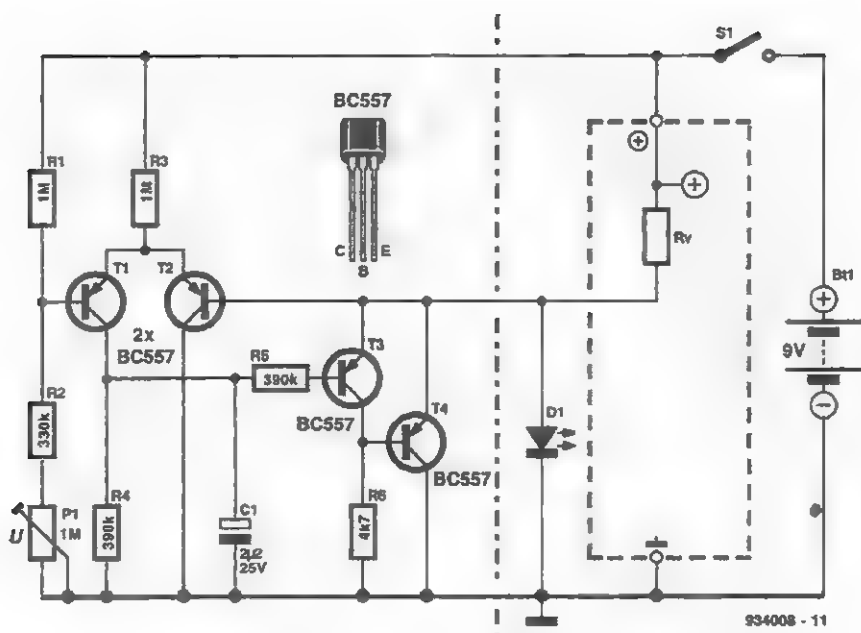 S1
BC557
R1
1M
R3
1M
C
B
E
Rv
Bt1
9V
T1
T2
2x
BC557
R5
390k
T3
BC557
T4
BC557
D1
R2
330k
P1
1M
U
R4
390k
C1
2µ2
25V
R6
4k7
934008 - 11